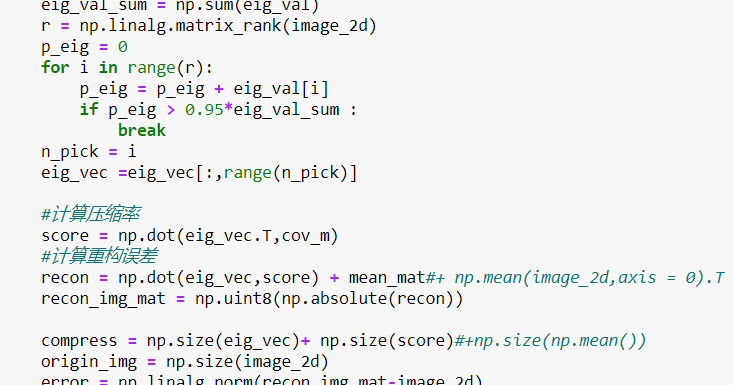 eig_val_sum = np.sum(eig_val)
r = np.linalg.matrix_rank(image_2d)
p_eig = 0
for i in range(r):
    p_eig = p_eig + eig_val[i]
    if p_eig > 0.95*eig_val_sum :
        break
n_pick = i
eig_vec =eig_vec[:,range(n_pick)]
#计算压缩率
score = np.dot(eig_vec.T,cov_m)
#计算重构误差
recon = np.dot(eig_vec,score) + mean_mat#+ np.mean(image_2d,axis = 0).T
recon_img_mat = np.uint8(np.absolute(recon))
compress = np.size(eig_vec)+ np.size(score)#+np.size(np.mean())
origin_img = np.size(image_2d)
error = np.linalg.norm(recon_img_mat-image_2d)